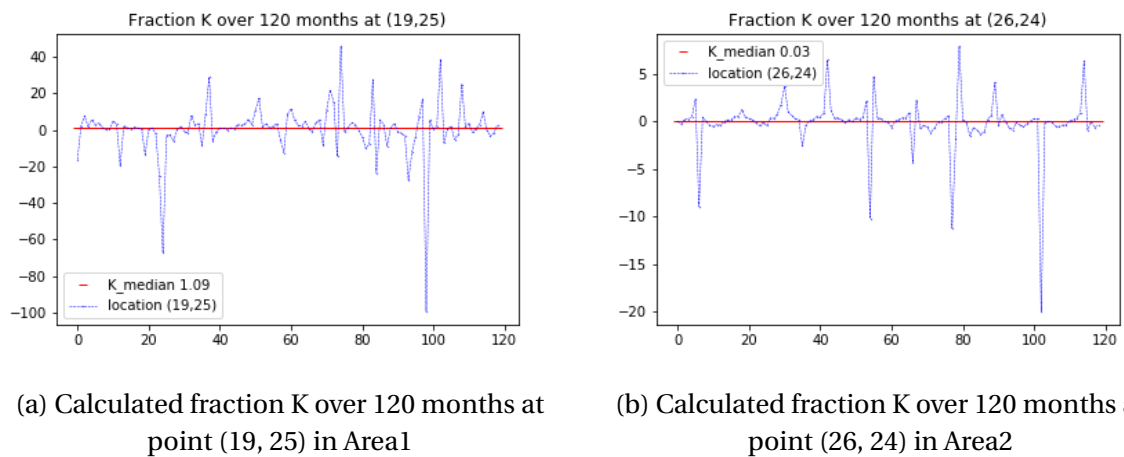 Fraction K over 120 months at (19,25)
40
20
0
−20
−40
−60
−80
−100
K_median 1.09
location (19,25)
0 20 40 60 80 100 120
(a) Calculated fraction K over 120 months at
point (19, 25) in Area1
Fraction K over 120 months at (26,24)
K_median 0.03
location (26,24)
5
0
−5
−10
−15
−20
0 20 40 60 80 100 120
(b) Calculated fraction K over 120 months
point (26, 24) in Area2